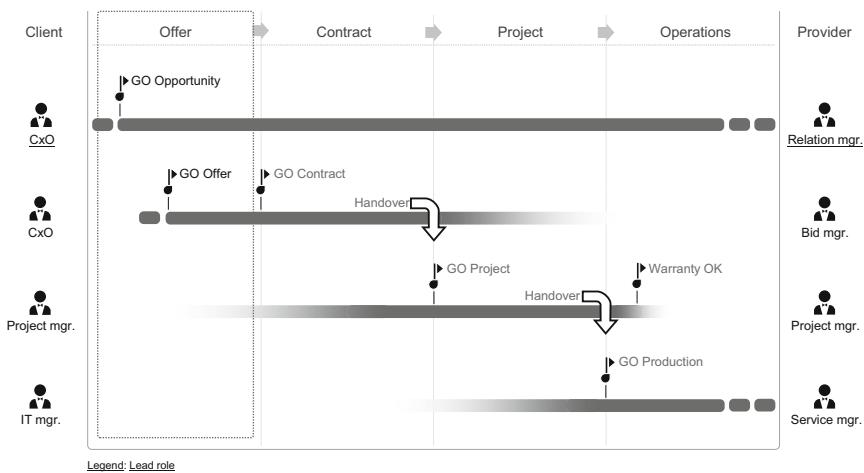 Client
Offer
Contract
Project
Operations
Provider
GO Opportunity
CxO
Relation mgr.
GO Offer
GO Contract
Handover
CxO
Bid mgr.
GO Project
Warranty OK
Handover
Project mgr.
Project mgr.
GO Production
IT mgr.
Service mgr.
Legend: Lead role